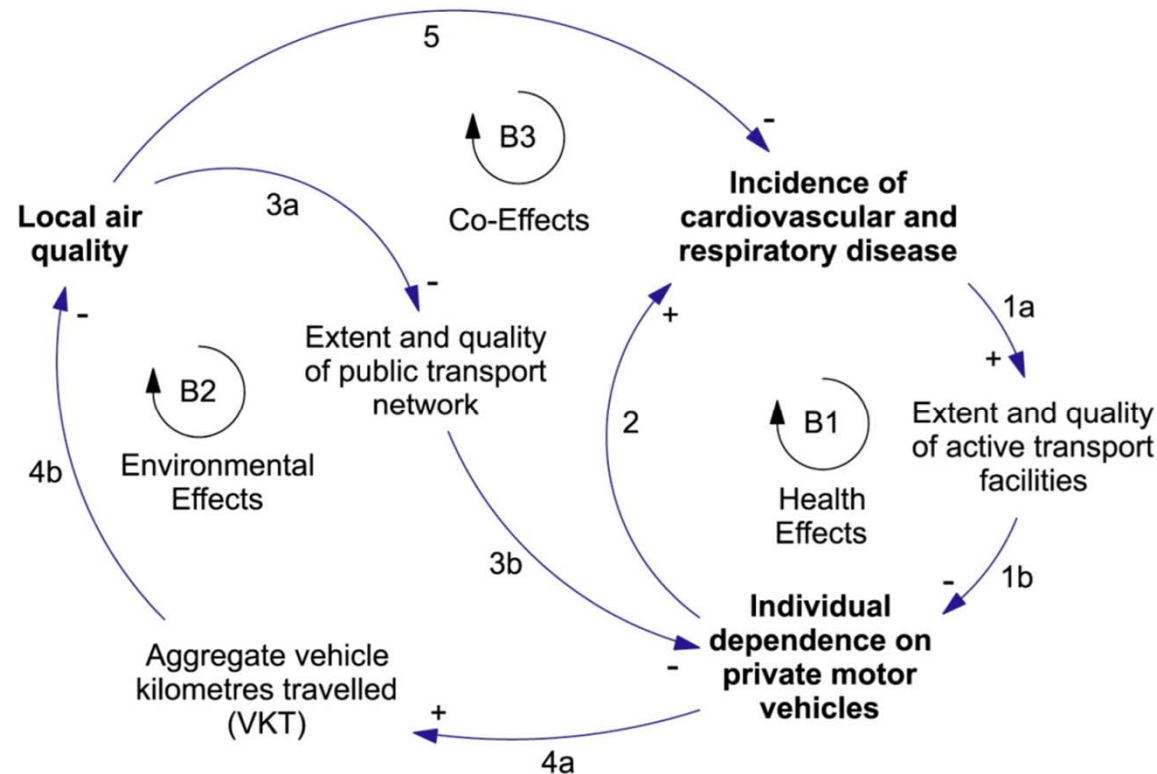 5
B3
Co-Effects
-
3a
Local air
quality
-
-
Incidence of
cardiovascular and
respiratory disease
1a
+
+
Extent and quality
of public transport
network
B2
Environmental
Effects
4b
2
B1
Health
Effects
Extent and quality
of active transport
facilities
3b
1b
-
-
Individual
dependence on
private motor
vehicles
Aggregate vehicle
kilometres travelled
(VKT)
+
4a